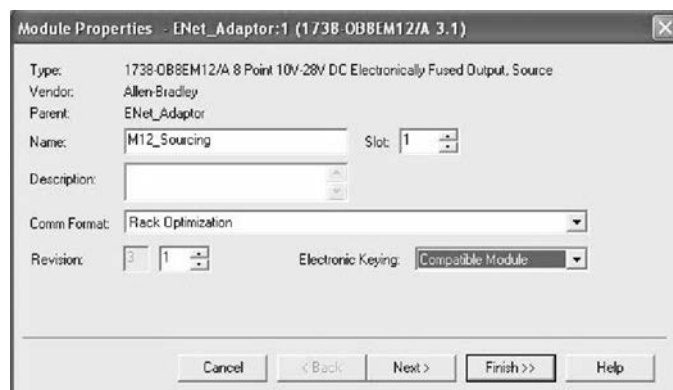 Module Properties - ENet_Adaptor:1 (1738-OB8EM12/A 3.1)
Type: 1738-OB8EM12/A 8 Point 10V-28V DC Electronically Fused Output, Source
Vendor: Allen-Bradley
Parent: ENet_Adaptor
Name: M12_Sourcing Slot: 1
Description:
Comm Format: Rack Optimization
Revision: 3 1 Electronic Keying: Compatible Module
Cancel < Back Next > Finish >> Help